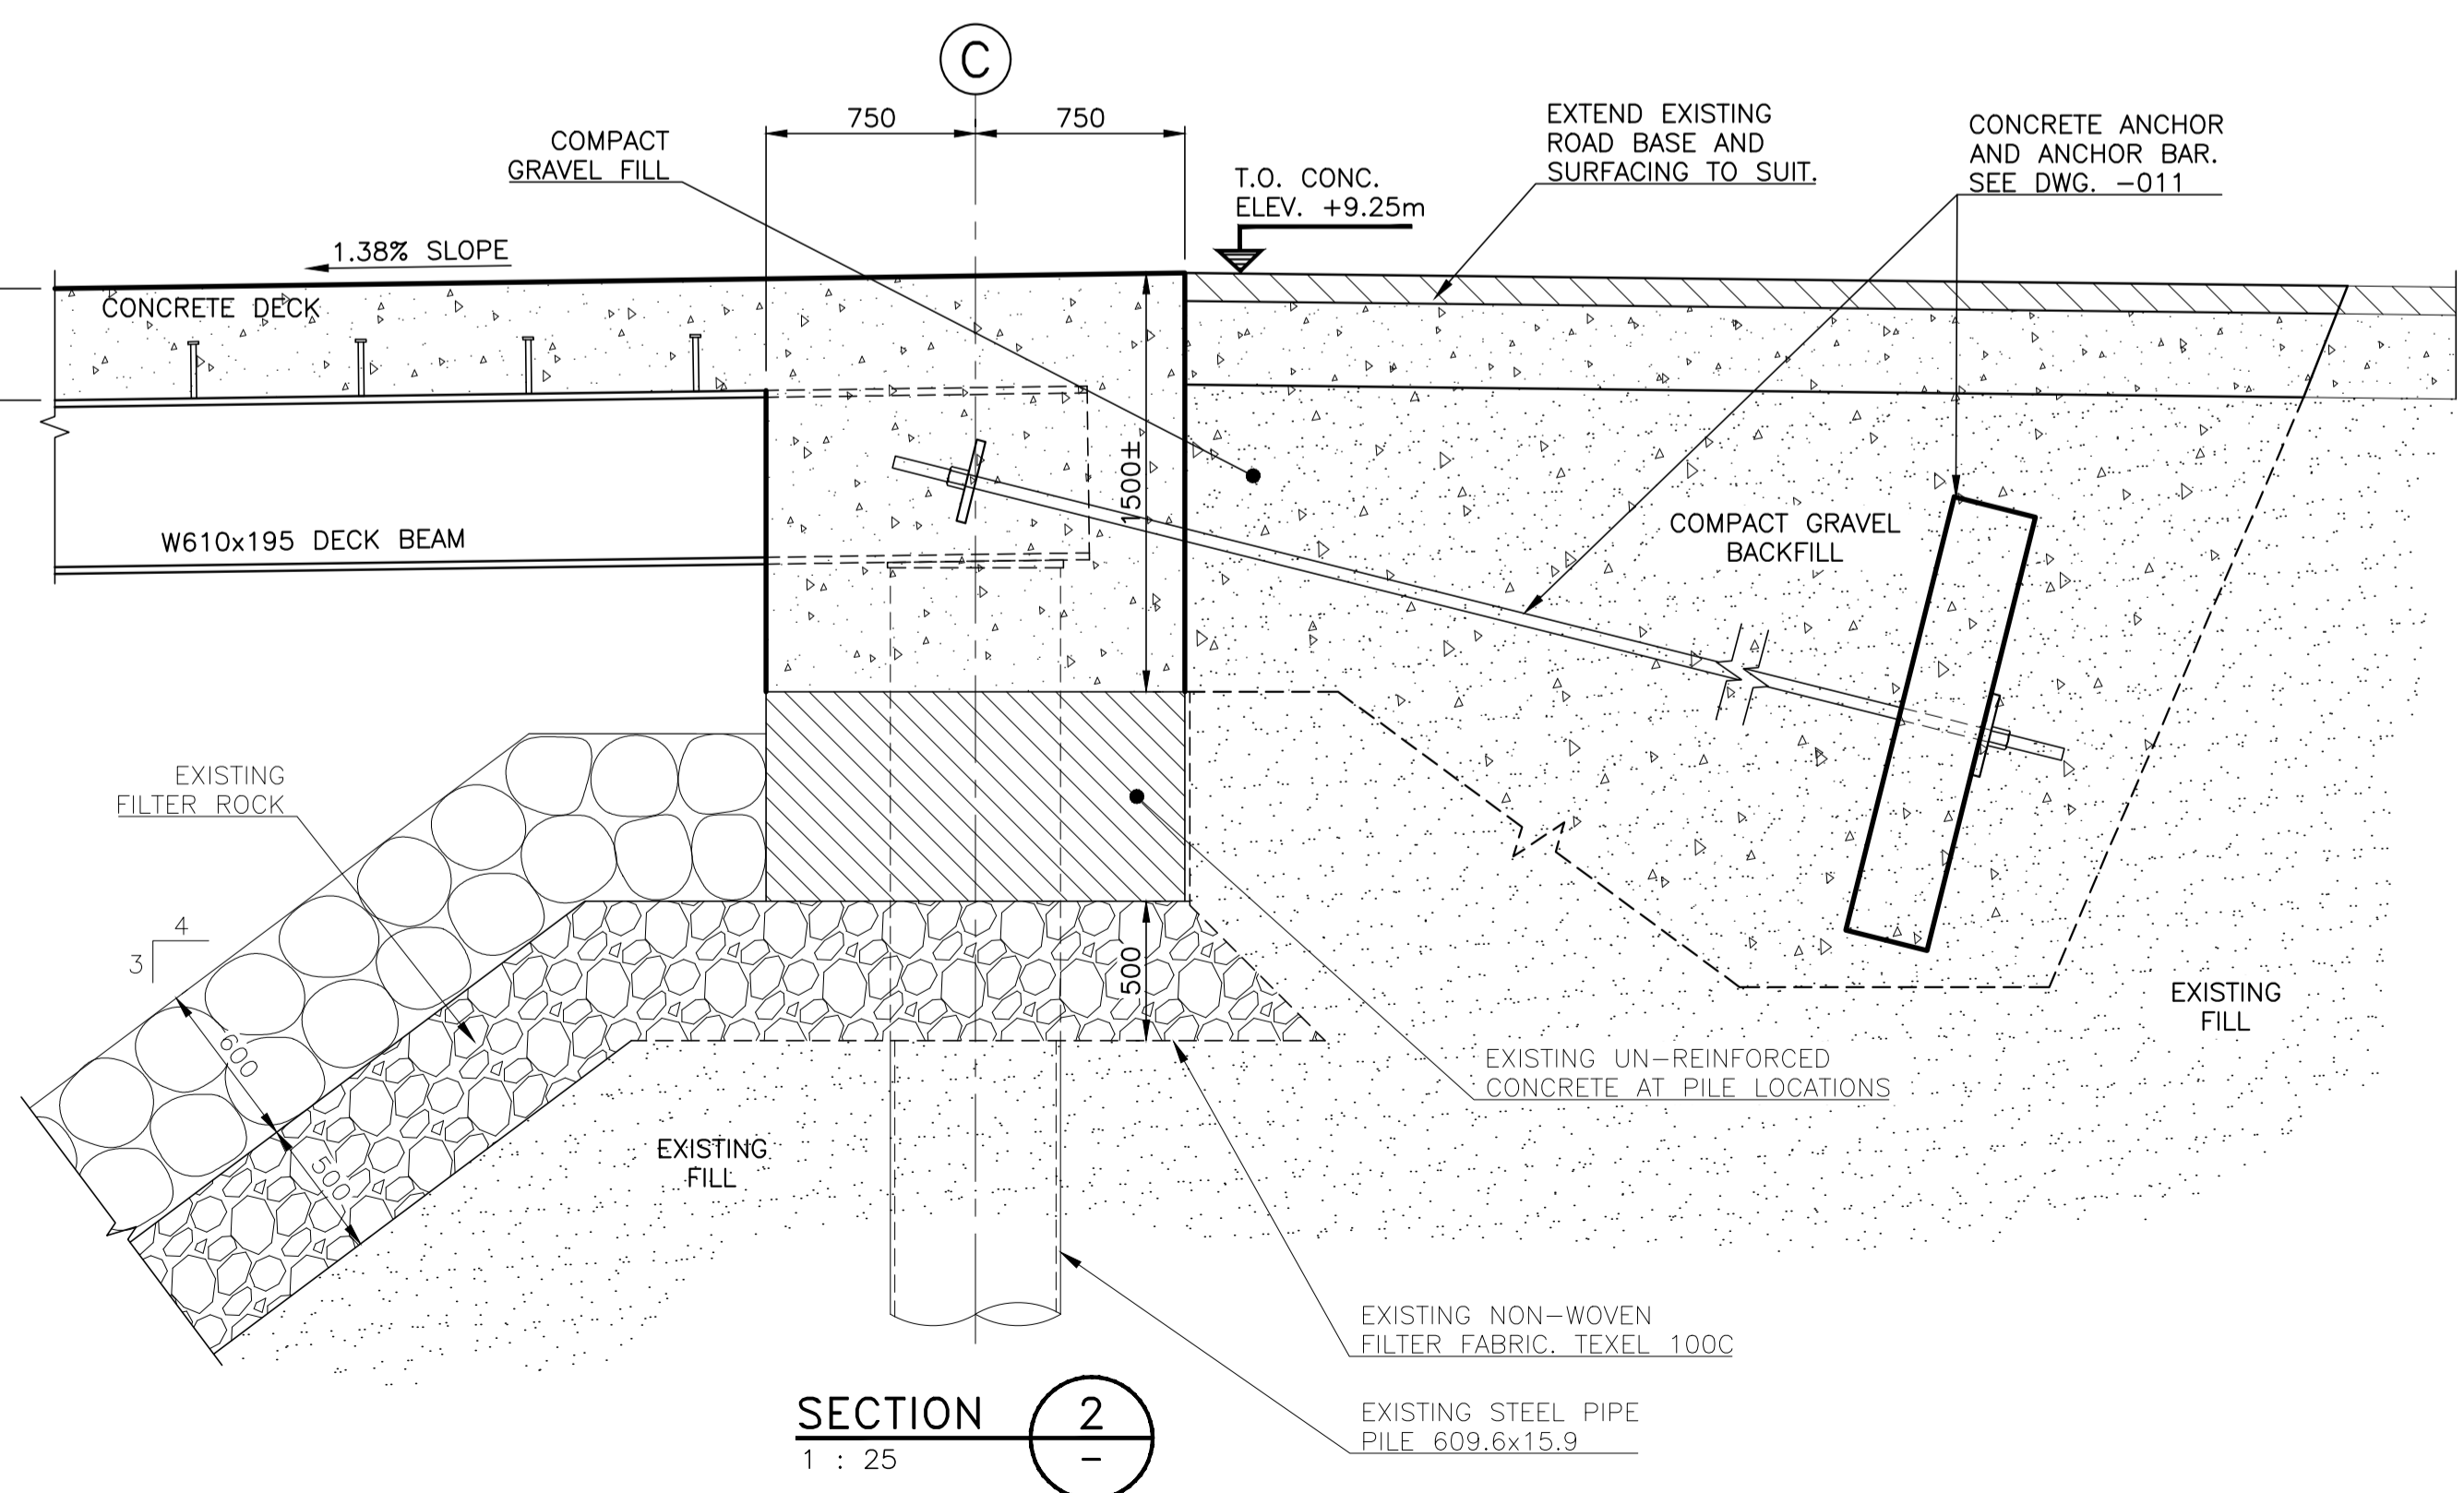 C
750
750
COMPACT
GRAVEL FILL
EXTEND EXISTING
ROAD BASE AND
SURFACING TO SUIT.
CONCRETE ANCHOR
AND ANCHOR BAR.
SEE DWG. -011
T.O. CONC.
ELEV. +9.25m
1.38% SLOPE
CONCRETE DECK
1500±
W610x195 DECK BEAM
COMPACT GRAVEL
BACKFILL
EXISTING
FILTER ROCK
4
3
600
500
500
EXISTING
FILL
EXISTING
FILL
EXISTING UN-REINFORCED
CONCRETE AT PILE LOCATIONS
EXISTING NON-WOVEN
FILTER FABRIC. TEXEL 100C
EXISTING STEEL PIPE
PILE 609.6x15.9
SECTION
2
1 : 25
-